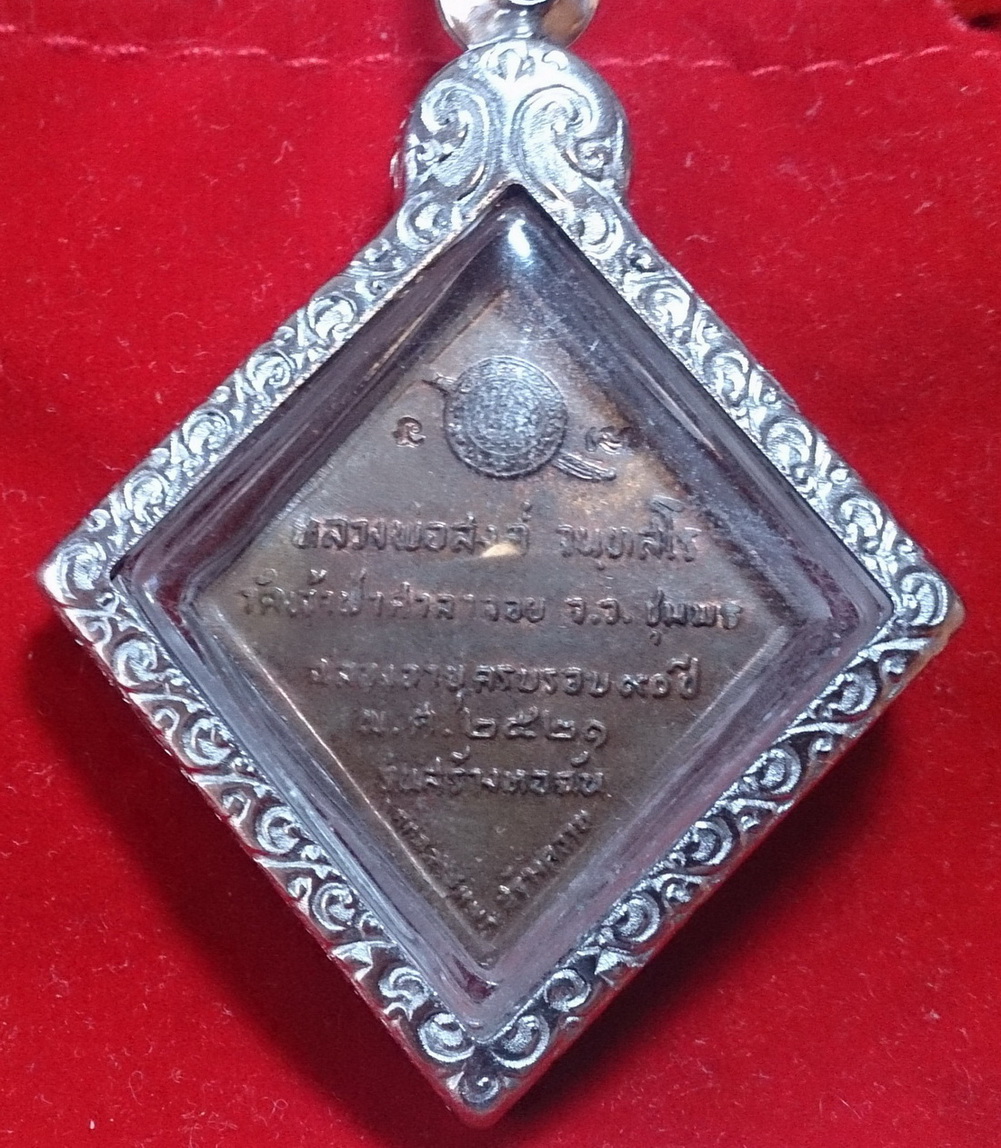 หลวงพ่อสงฆ์ จนฺทสโร
วัดเจ้าฟ้าศาลาลอย จ.ว. ชุมพร
ฉลองอายุครบรอบ ๙๐ ปี
พ.ศ. ๒๕๒๑
รุ่นสร้างหอฉัน